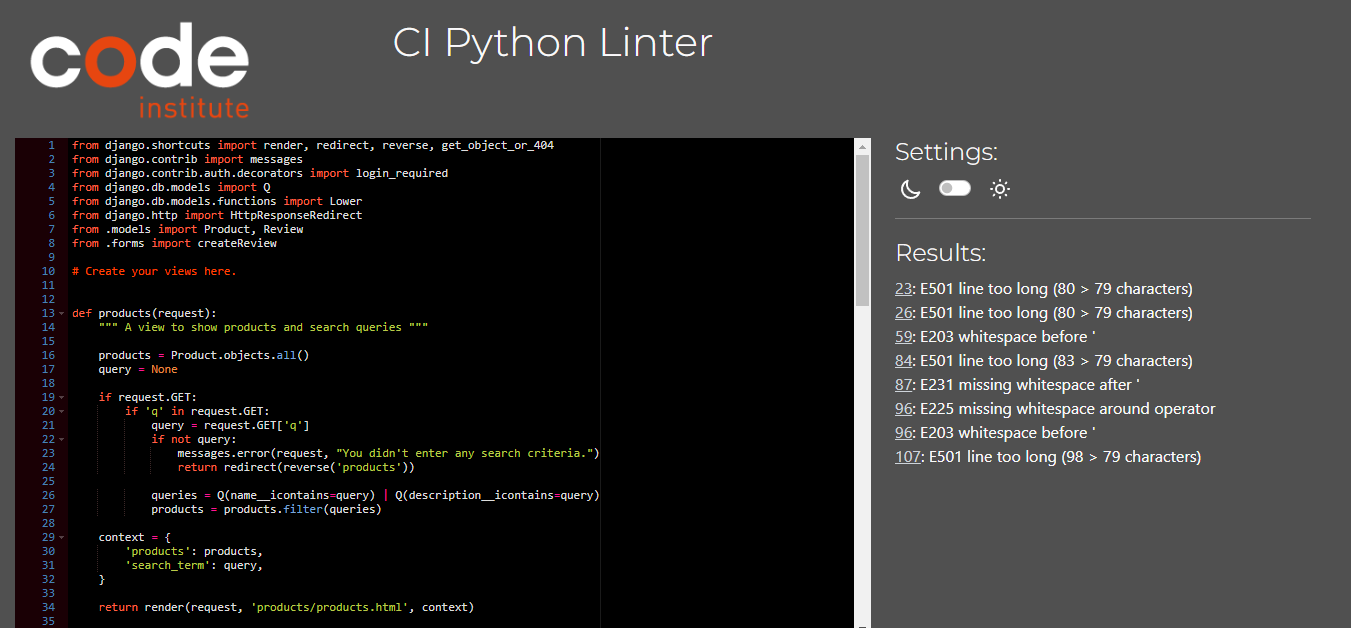 code
institute
CI Python Linter
1 from django.shortcuts import render, redirect, reverse, get_object_or_404
2 from django.contrib import messages
3 from django.contrib.auth.decorators import login_required
4 from django.db.models import Q
5 from django.db.models.functions import Lower
6 from django.http import HttpResponseRedirect
7 from .models import Product, Review
8 from .forms import createReview
9
10 # Create your views here.
11
12
13 def products(request):
14     """ A view to show products and search queries """
15
16     products = Product.objects.all()
17     query = None
18
19     if request.GET:
20         if 'q' in request.GET:
21             query = request.GET['q']
22             if not query:
23                 messages.error(request, "You didn't enter any search criteria.")
24                 return redirect(reverse('products'))
25
26             queries = Q(name__icontains=query) | Q(description__icontains=query)
27             products = products.filter(queries)
28
29     context = {
30         'products': products,
31         'search_term': query,
32     }
33
34     return render(request, 'products/products.html', context)
35
Settings:
Results:
23: E501 line too long (80 > 79 characters)
26: E501 line too long (80 > 79 characters)
59: E203 whitespace before '
84: E501 line too long (83 > 79 characters)
87: E231 missing whitespace after '
96: E225 missing whitespace around operator
96: E203 whitespace before '
107: E501 line too long (98 > 79 characters)